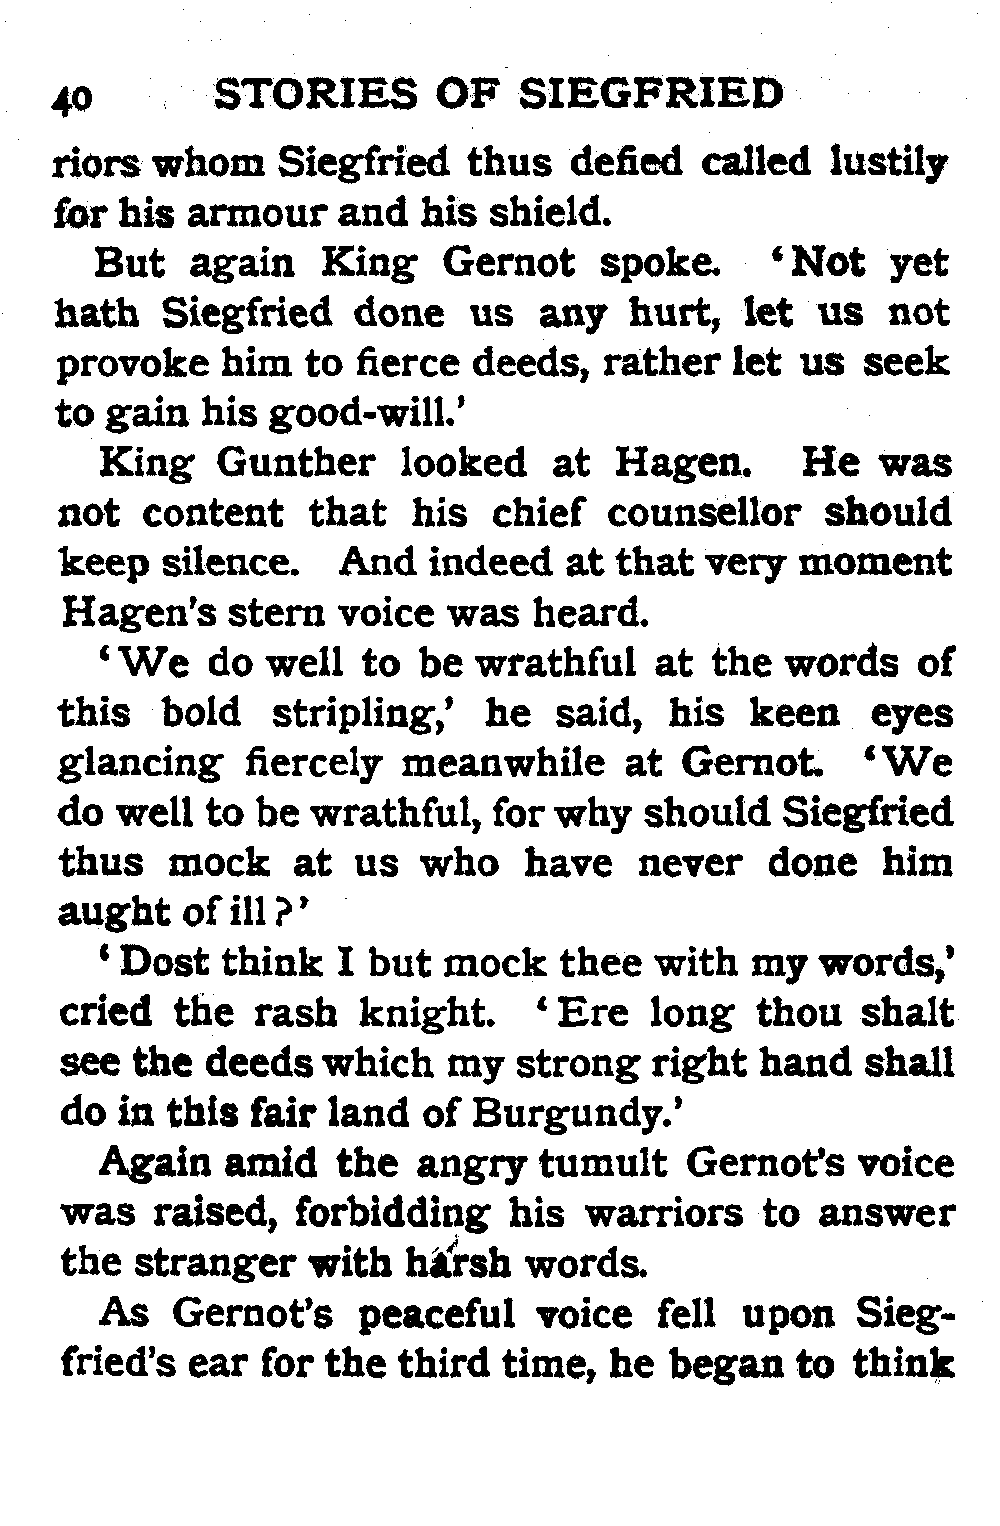 40 STORIES OF SIEGFRIED
riors whom Siegfried thus defied called lustily
for his armour and his shield.
But again King Gernot spoke. ‘Not yet
hath Siegfried done us any hurt, let us not
provoke him to fierce deeds, rather let us seek
to gain his good-will.’
King Gunther looked at Hagen. He was
not content that his chief counsellor should
keep silence. And indeed at that very moment
Hagen's stern voice was heard.
‘We do well to be wrathful at the words of
this bold stripling,’ he said, his keen eyes
glancing fiercely meanwhile at Gernot. ‘We
do well to be wrathful, for why should Siegfried
thus mock at us who have never done him
aught of ill?’
‘Dost think I but mock thee with my words,’
cried the rash knight. ‘Ere long thou shalt
see the deeds which my strong right hand shall
do in this fair land of Burgundy.’
Again amid the angry tumult Gernot's voice
was raised, forbidding his warriors to answer
the stranger with harsh words.
As Gernot's peaceful voice fell upon Sieg-
fried's ear for the third time, he began to think